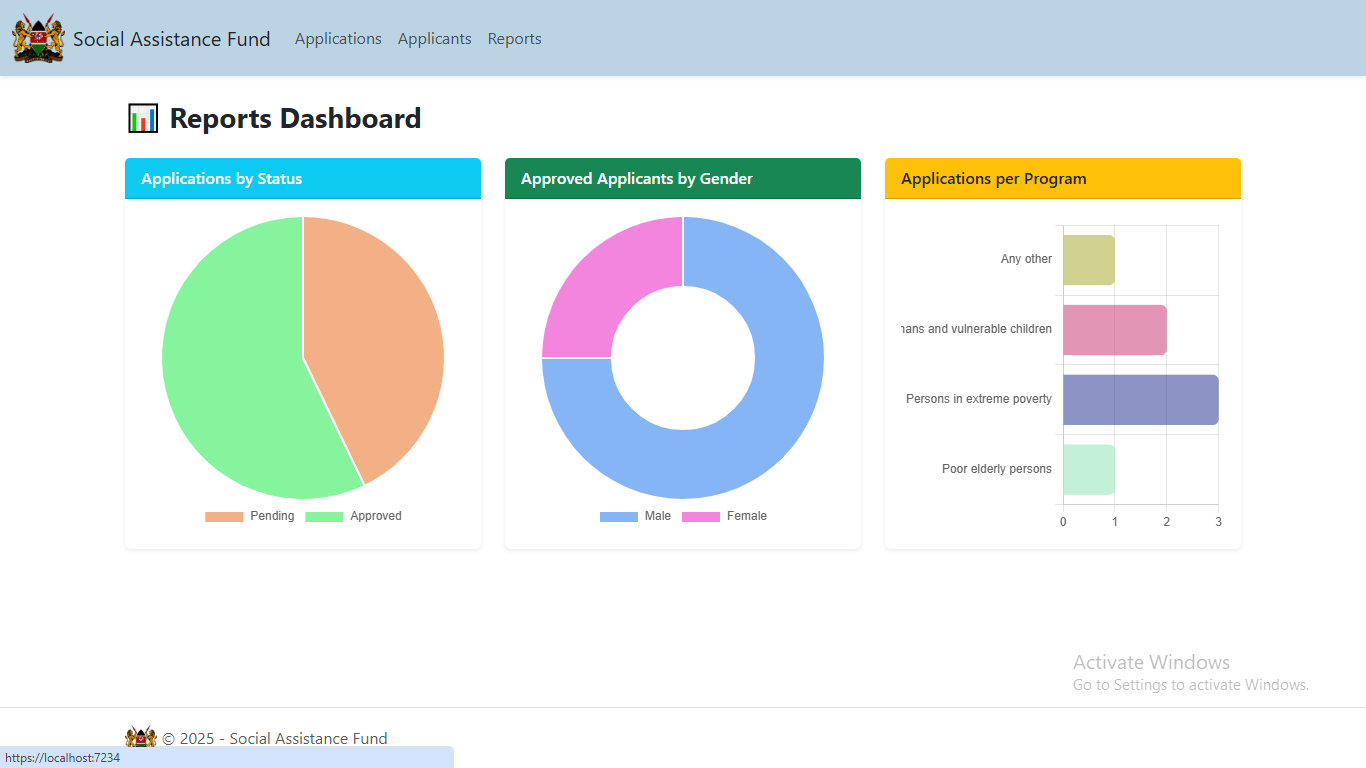 Social Assistance Fund Applications Applicants Reports
Reports Dashboard
Applications by Status
Pending Approved
Approved Applicants by Gender
Male Female
Applications per Program
Any other
and vulnerable children
Persons in extreme poverty
Poor elderly persons
0 1 2 3
Activate Windows
Go to Settings to activate Windows.
© 2025 - Social Assistance Fund
https://localhost:7234